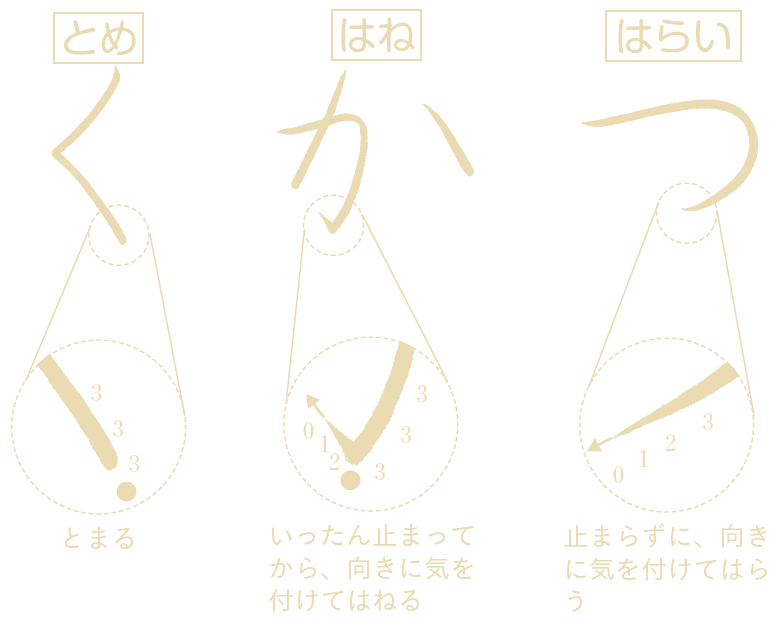 とめ
はね
はらい
く
か
つ
3
3
3
0
1
2
3
3
3
0
1
2
3
とまる
いったん止まって
から、向きに気を
付けてはねる
止まらずに、向き
に気を付けてはら
う